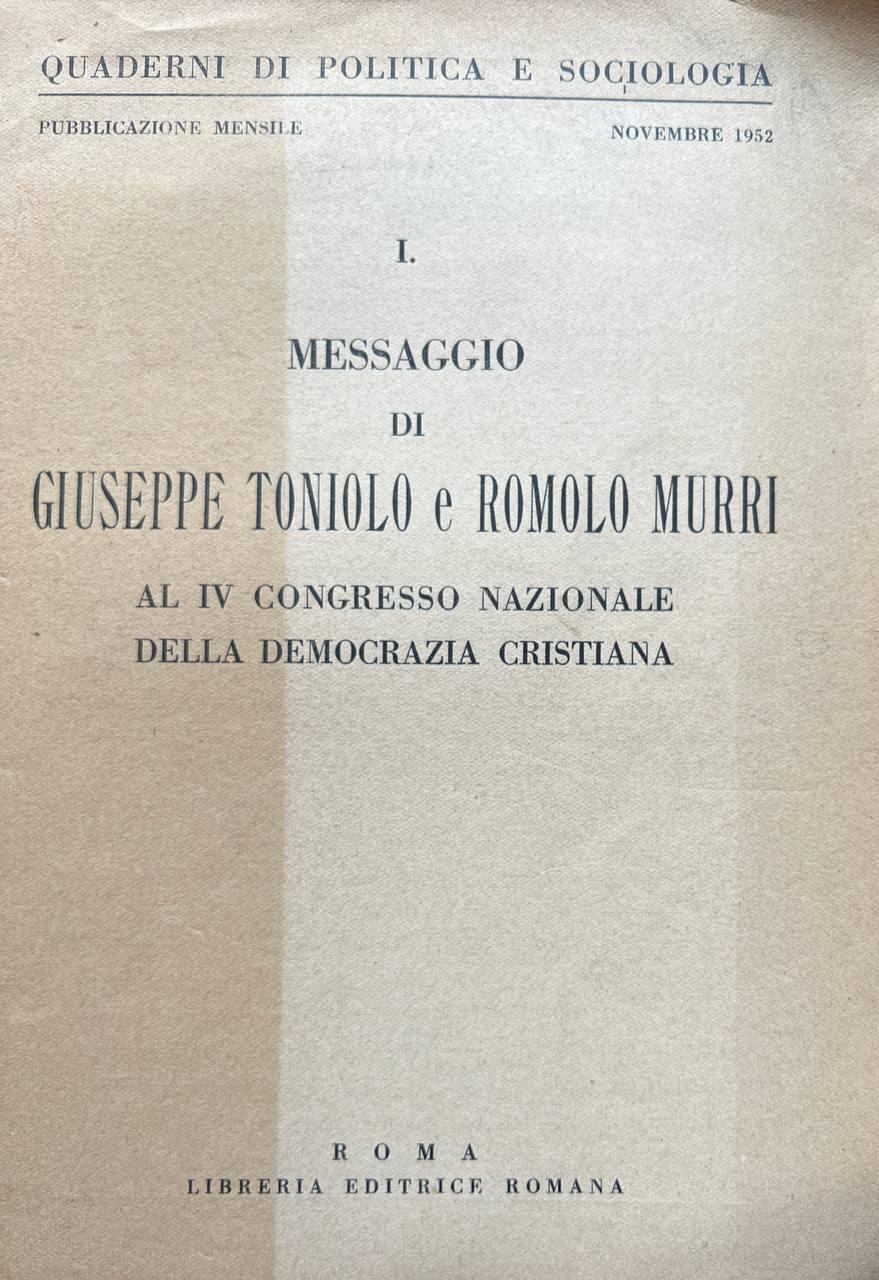 QUADERNI DI POLITICA E SOCIOLOGIA
PUBBLICAZIONE MENSILE
NOVEMBRE 1952
I.
MESSAGGIO
DI
GIUSEPPE TONIOLO e ROMOLO MURRI
AL IV CONGRESSO NAZIONALE
DELLA DEMOCRAZIA CRISTIANA
ROMA
LIBRERIA EDITRICE ROMANA